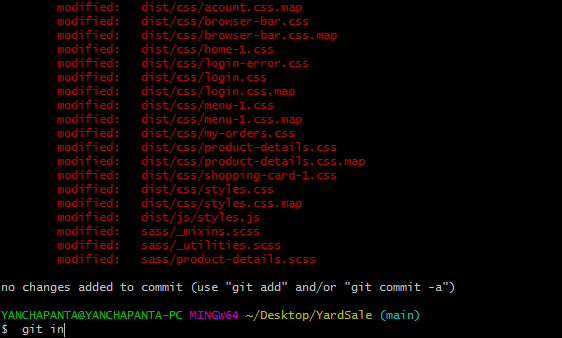 modified:   dist/css/acount.css.map
modified:   dist/css/browser-bar.css
modified:   dist/css/browser-bar.css.map
modified:   dist/css/home-1.css
modified:   dist/css/login-error.css
modified:   dist/css/login.css
modified:   dist/css/login.css.map
modified:   dist/css/menu-1.css
modified:   dist/css/menu-1.css.map
modified:   dist/css/my-orders.css
modified:   dist/css/product-details.css
modified:   dist/css/product-details.css.map
modified:   dist/css/shopping-card-1.css
modified:   dist/css/styles.css
modified:   dist/css/styles.css.map
modified:   dist/js/styles.js
modified:   sass/_mixins.scss
modified:   sass/_utilities.scss
modified:   sass/product-details.scss
no changes added to commit (use "git add" and/or "git commit -a")
YANCHAPANTA@YANCHAPANTA-PC MINGW64 ~/Desktop/YardSale (main)
$  git in